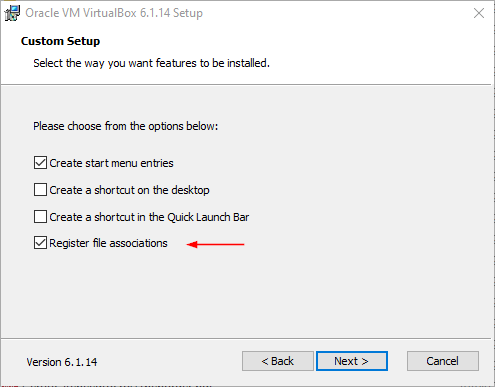 Oracle VM VirtualBox 6.1.14 Setup
Custom Setup
Select the way you want features to be installed.
Please choose from the options below:
Create start menu entries
Create a shortcut on the desktop
Create a shortcut in the Quick Launch Bar
Register file associations
Version 6.1.14
< Back
Next >
Cancel